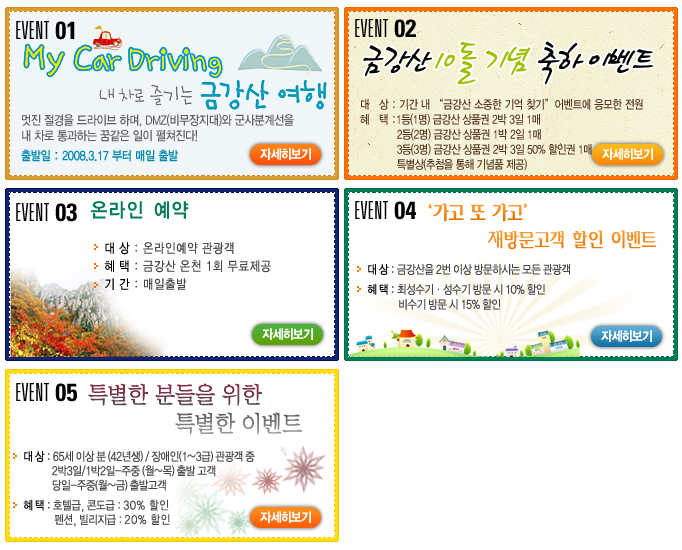 EVENT 01
My Car Driving
내 차로 즐기는 금강산 여행
멋진 절경을 드라이브 하며, DMZ(비무장지대)와 군사분계선을
내 차로 통과하는 꿈같은 일이 펼쳐진다!
출발일 : 2008.3.17 부터 매일 출발
자세히보기
EVENT 02
금강산 10돌 기념 축하 이벤트
대 상 : 기간 내 “금강산 소중한 기억 찾기” 이벤트에 응모한 전원
혜 택 : 1등(1명) 금강산 상품권 2박 3일 1매
2등(2명) 금강산 상품권 1박 2일 1매
3등(3명) 금강산 상품권 2박 3일 50% 할인권 1매
특별상(추첨을 통해 기념품 제공)
자세히보기
EVENT 03 온라인 예약
대 상 : 온라인예약 관광객
혜 택 : 금강산 온천 1회 무료제공
기 간 : 매일출발
자세히보기
EVENT 04 ‘가고 또 가고’
재방문고객 할인 이벤트
대 상 : 금강산을 2번 이상 방문하시는 모든 관광객
혜 택 : 최성수기 · 성수기 방문 시 10% 할인
비수기 방문 시 15% 할인
자세히보기
EVENT 05 특별한 분들을 위한
특별한 이벤트
대 상 : 65세 이상 분 (42년생) / 장애인(1~3급) 관광객 중
2박3일/1박2일-주중 (월~목) 출발 고객
당일-주중(월~금) 출발고객
혜 택 : 호텔급, 콘도급 : 30% 할인
펜션, 빌리지급 : 20% 할인
자세히보기